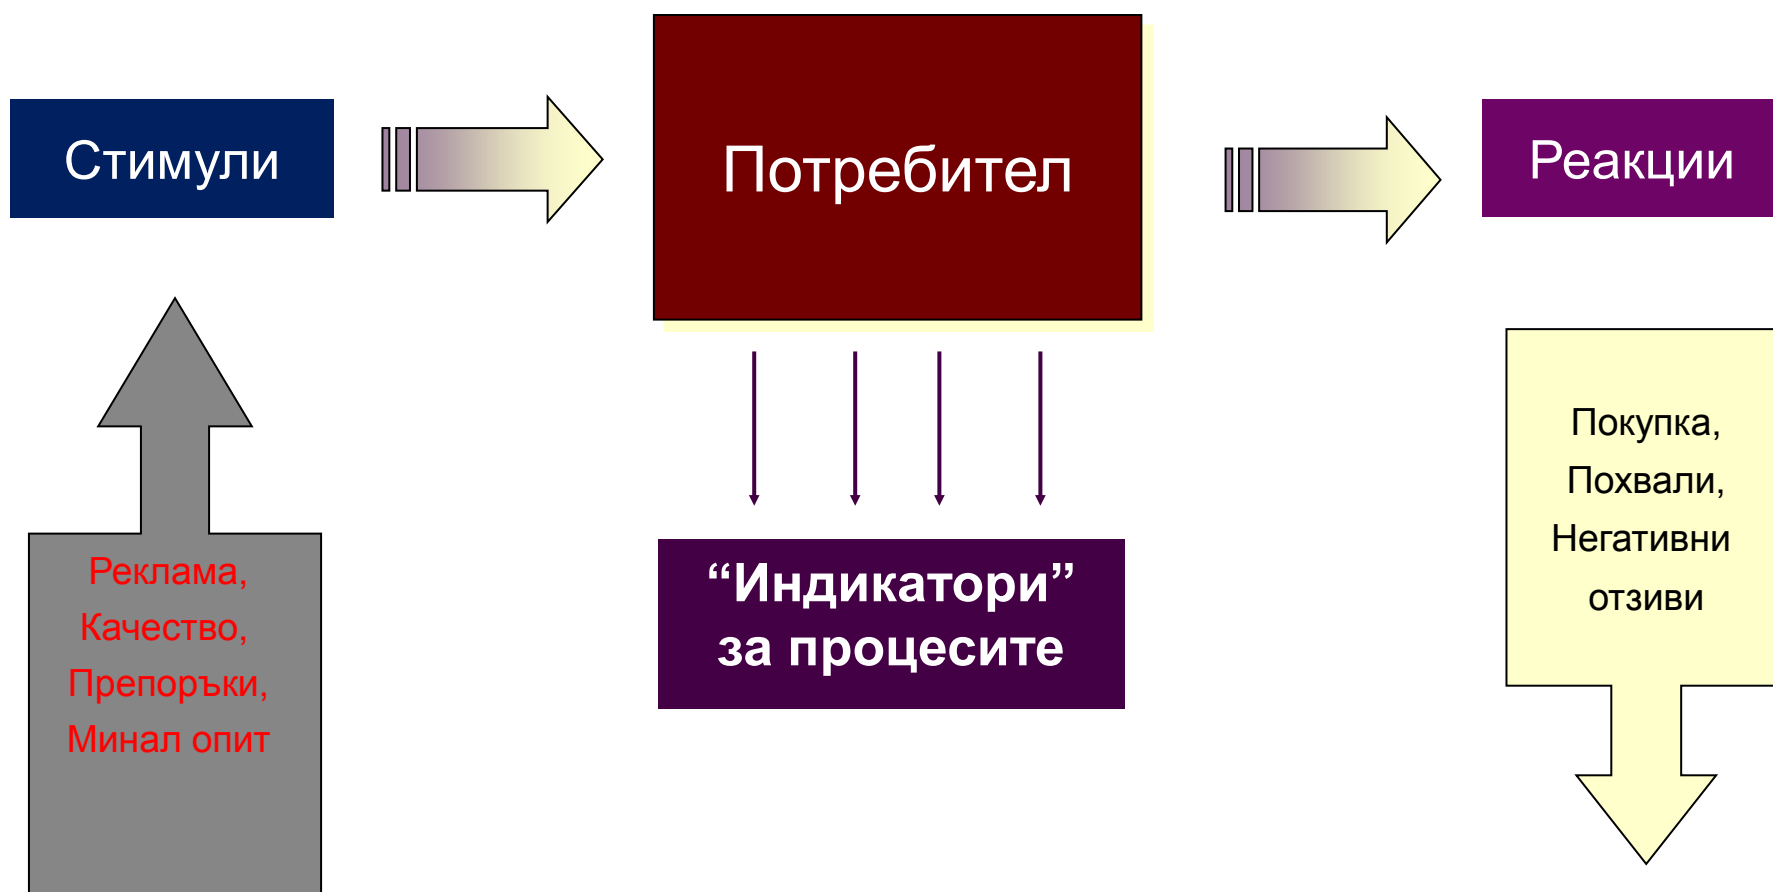 Стимули
Потребител
Реакции
Реклама,
Качество,
Препоръки,
Минал опит
“Индикатори”
за процесите
Покупка,
Похвали,
Негативни
отзиви